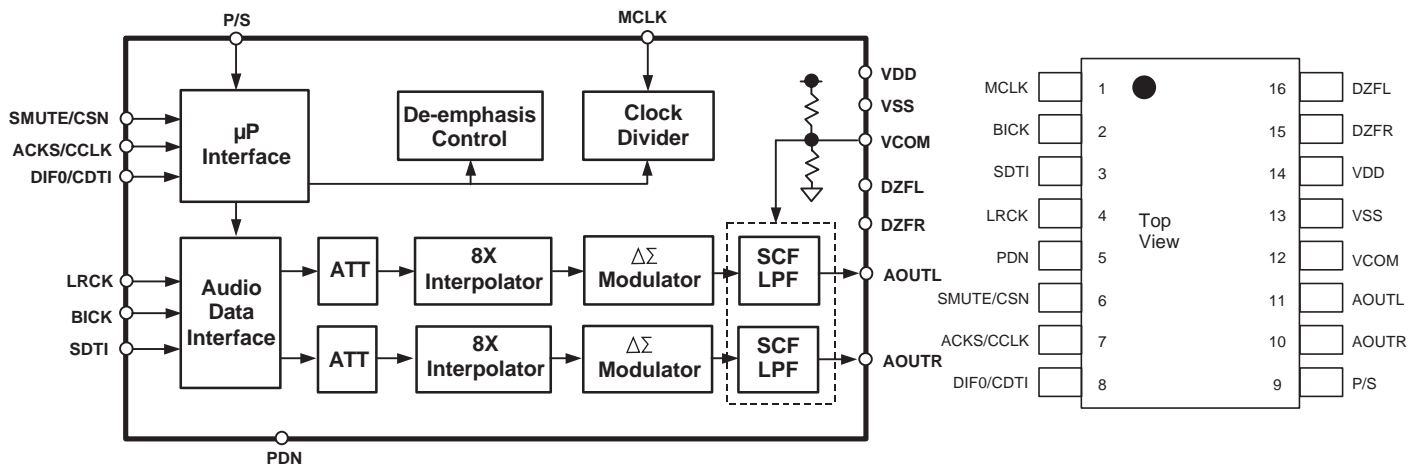 P/S
MCLK
SMUTE/CSN
ACKS/CCLK
DIF0/CDTI
µP
Interface
De-emphasis
Control
Clock
Divider
VDD
VSS
VCOM
DZFL
DZFR
LRCK
BICK
SDTI
Audio
Data
Interface
ATT
8X
Interpolator
ΔΣ
Modulator
SCF
LPF
AOUTL
ATT
8X
Interpolator
ΔΣ
Modulator
SCF
LPF
AOUTR
PDN
MCLK 1 16 DZFL
BICK 2 15 DZFR
SDTI 3 14 VDD
LRCK 4 13 VSS
Top
View
PDN 5 12 VCOM
SMUTE/CSN 6 11 AOUTL
ACKS/CCLK 7 10 AOUTR
DIF0/CDTI 8 9 P/S